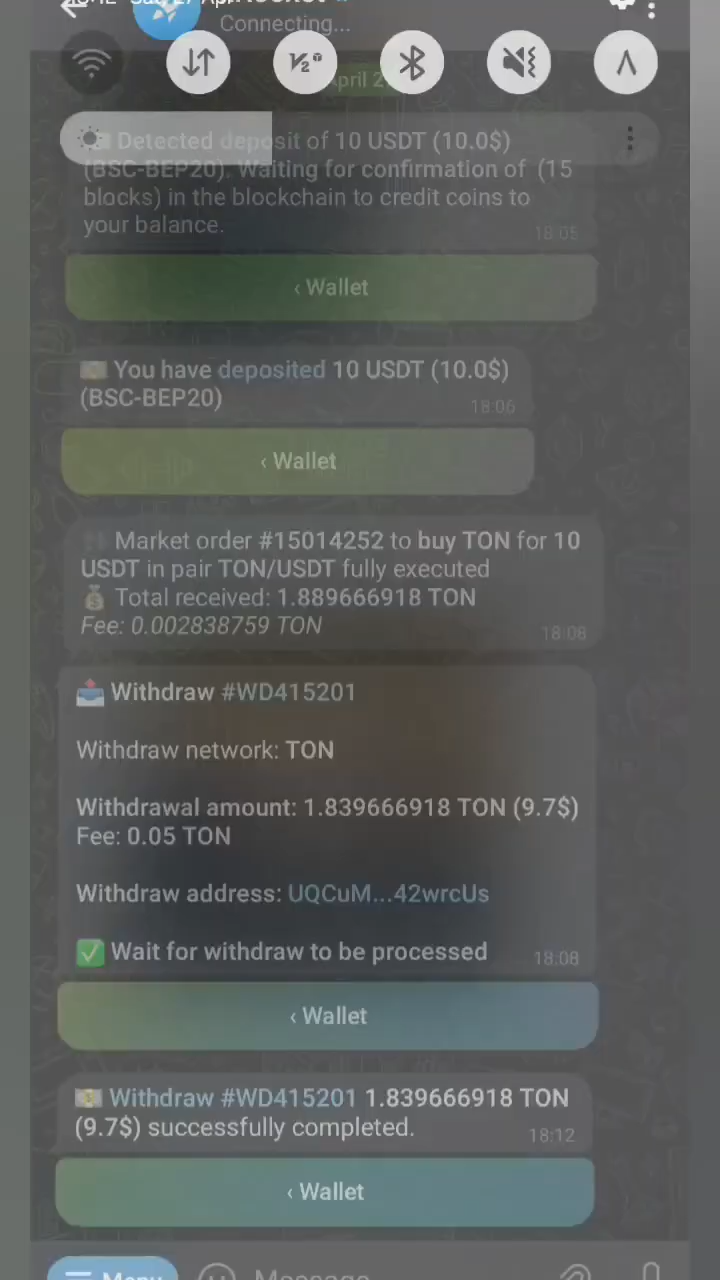 Connecting...
Detected deposit of 10 USDT (10.0$)
(BSC-BEP20). Waiting for confirmation of (15
blocks) in the blockchain to credit coins to
your balance.
18:05
‹ Wallet
You have deposited 10 USDT (10.0$)
(BSC-BEP20)
18:06
‹ Wallet
Market order #15014252 to buy TON for 10
USDT in pair TON/USDT fully executed
Total received: 1.889666918 TON
Fee: 0.002838759 TON
18:08
Withdraw #WD415201
Withdraw network: TON
Withdrawal amount: 1.839666918 TON (9.7$)
Fee: 0.05 TON
Withdraw address: UQCuM...42wrcUs
Wait for withdraw to be processed
18:08
‹ Wallet
Withdraw #WD415201 1.839666918 TON
(9.7$) successfully completed.
18:12
‹ Wallet
Menu
Message